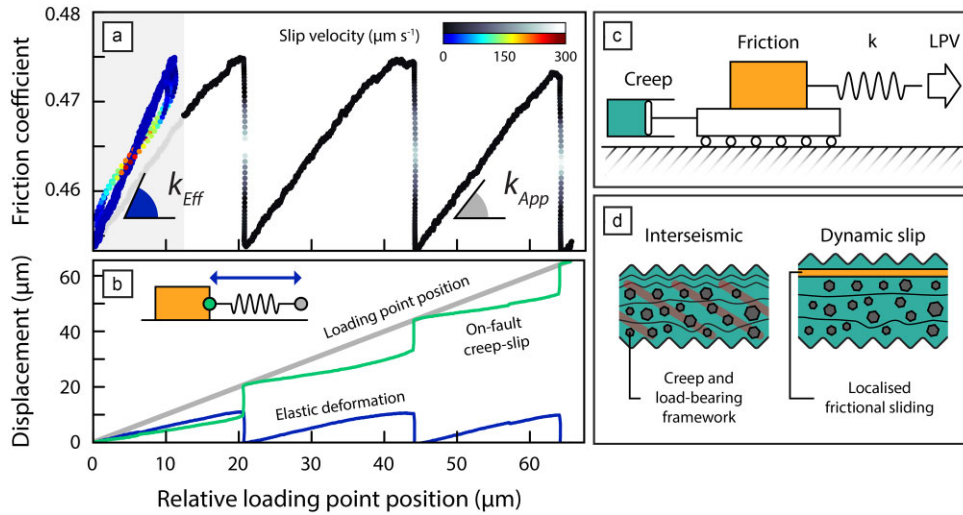 a
Slip velocity (µm s⁻¹)
0 150 300
Friction coefficient
0.48
0.47
0.46
k Eff
k App
b
Displacement (µm)
60
40
20
0
Loading point position
On-fault
creep-slip
Elastic deformation
0 10 20 30 40 50 60
Relative loading point position (µm)
c
Creep
Friction
k
LPV
d
Interseismic
Dynamic slip
Creep and
load-bearing
framework
Localised
frictional sliding